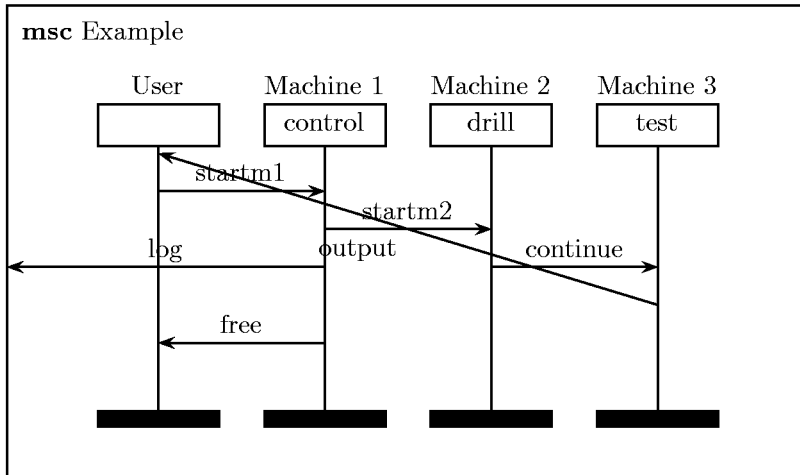 msc Example
User Machine 1 Machine 2 Machine 3
control drill test
startm1
startm2
log output continue
free